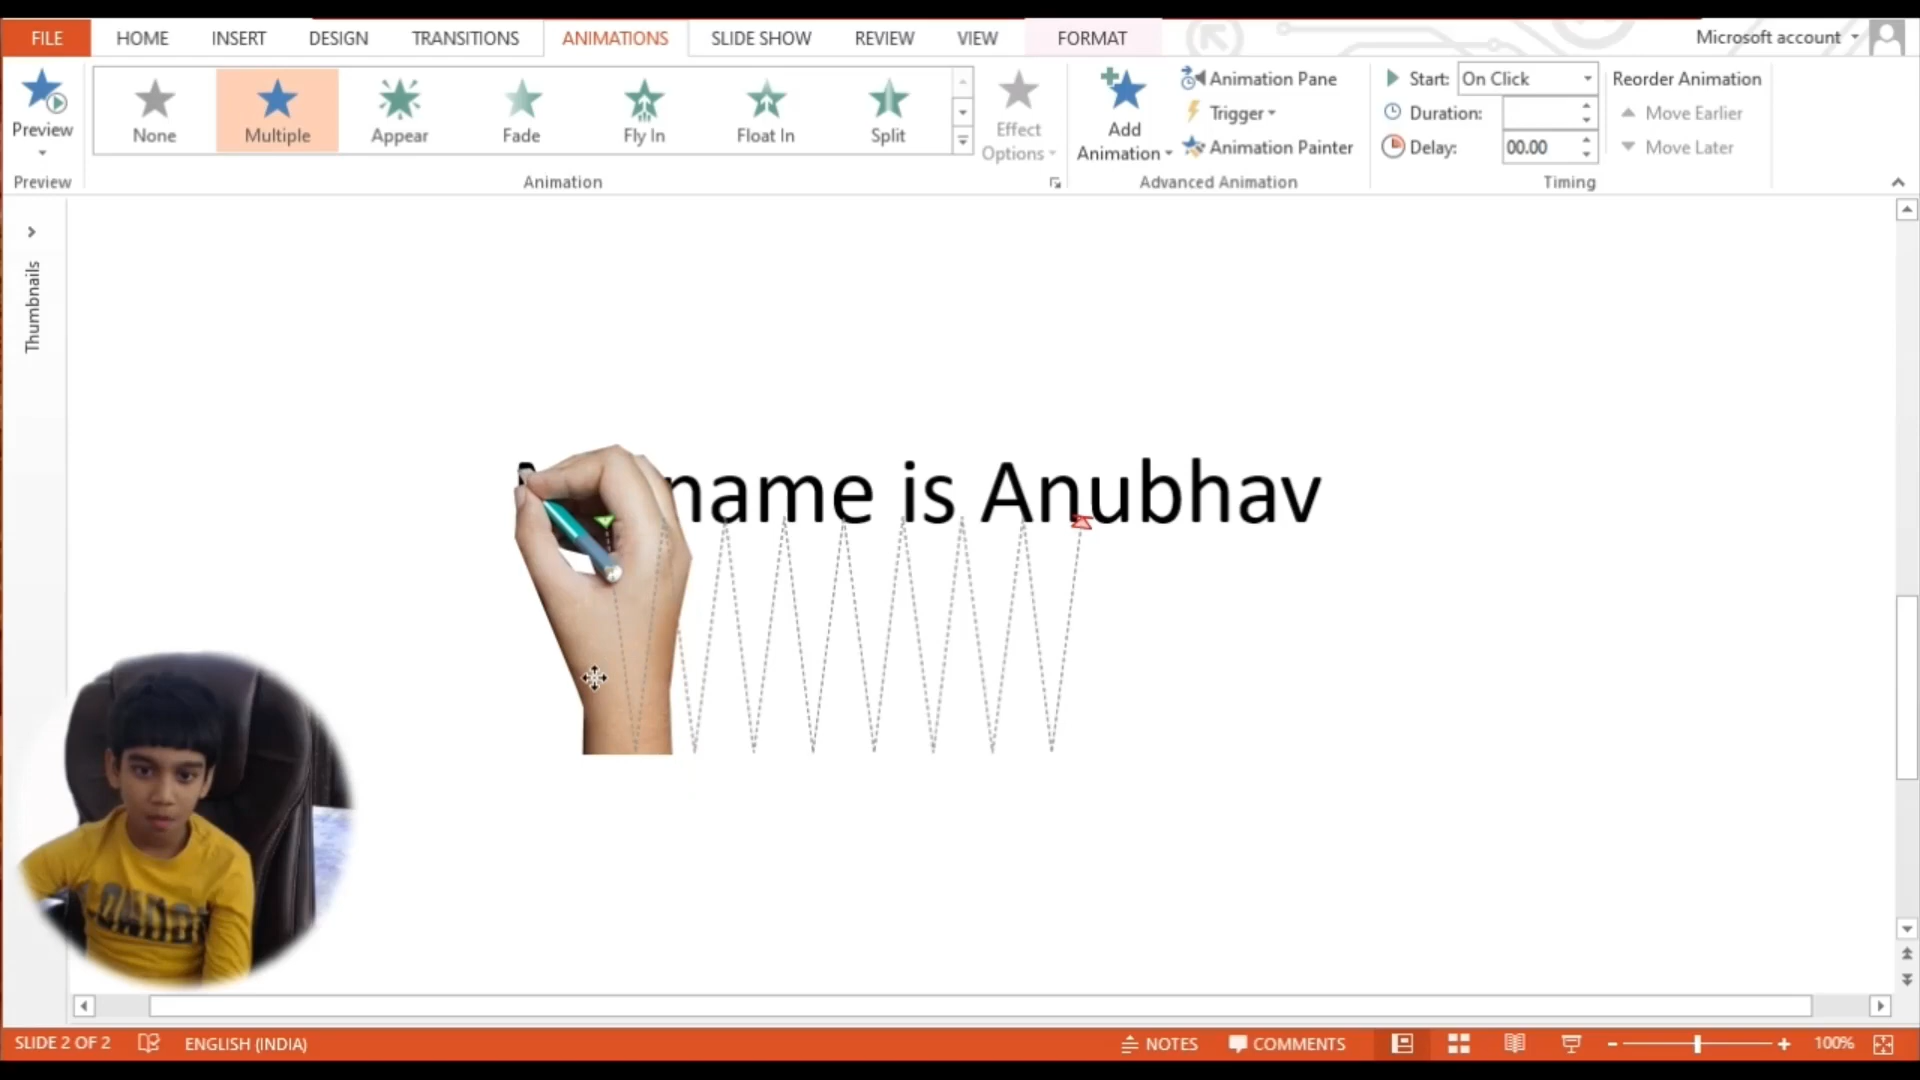 FILE HOME INSERT DESIGN TRANSITIONS ANIMATIONS SLIDE SHOW REVIEW VIEW FORMAT Microsoft account
Preview
None Multiple Appear Fade Fly In Float In Split
Effect Options
Add Animation
Animation Pane
Trigger
Animation Painter
Start: On Click
Duration:
Delay: 00.00
Reorder Animation
Move Earlier
Move Later
Preview Animation Advanced Animation Timing
Thumbnails
name is Anubhav
SLIDE 2 OF 2 ENGLISH (INDIA) NOTES COMMENTS 100%